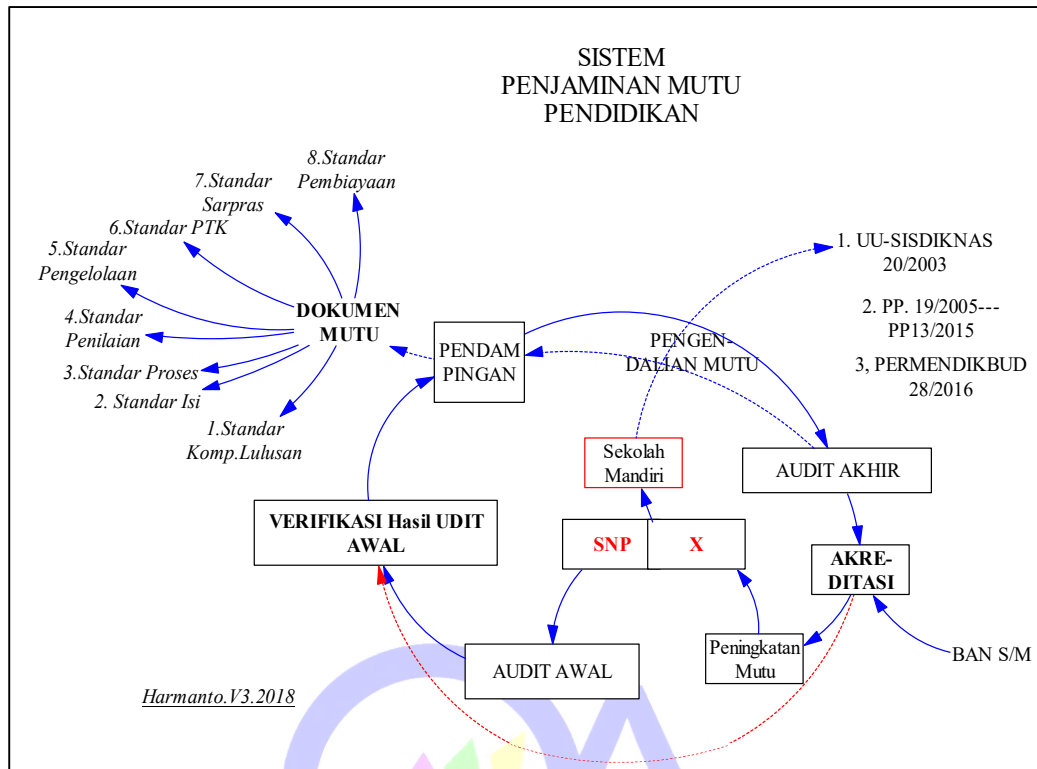 SISTEM
PENJAMINAN MUTU
PENDIDIKAN
8.Standar
Pembiayaan
7.Standar
Sarpras
6.Standar PTK
5.Standar
Pengelolaan
4.Standar
Penilaian
3.Standar Proses
2. Standar Isi
1.Standar
Komp.Lulusan
DOKUMEN
MUTU
PENDAM
PINGAN
PENGEN-
DALIAN MUTU
1. UU-SISDIKNAS
20/2003
2. PP. 19/2005---
PP13/2015
3, PERMENDIKBUD
28/2016
Sekolah
Mandiri
AUDIT AKHIR
VERIFIKASI Hasil UDIT
AWAL
SNP
X
AKRE-
DITASI
AUDIT AWAL
Peningkatan
Mutu
BAN S/M
Harmanto.V3.2018